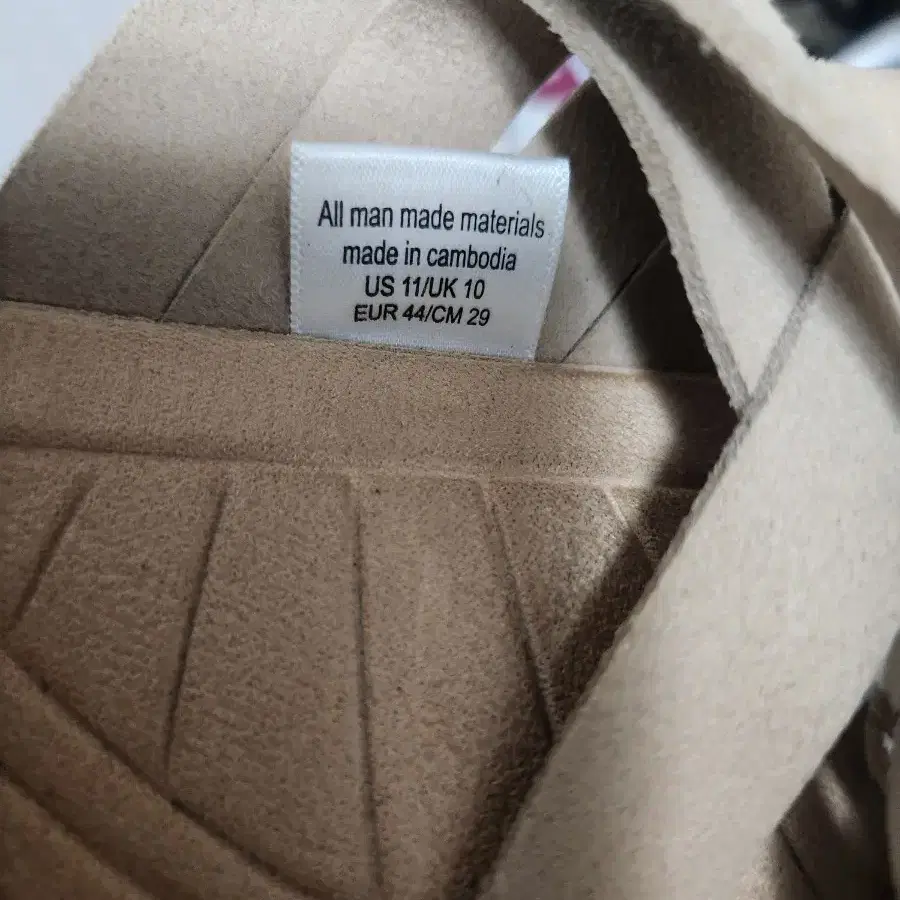 All man made materials
made in cambodia
US 11/UK 10
EUR 44/CM 29